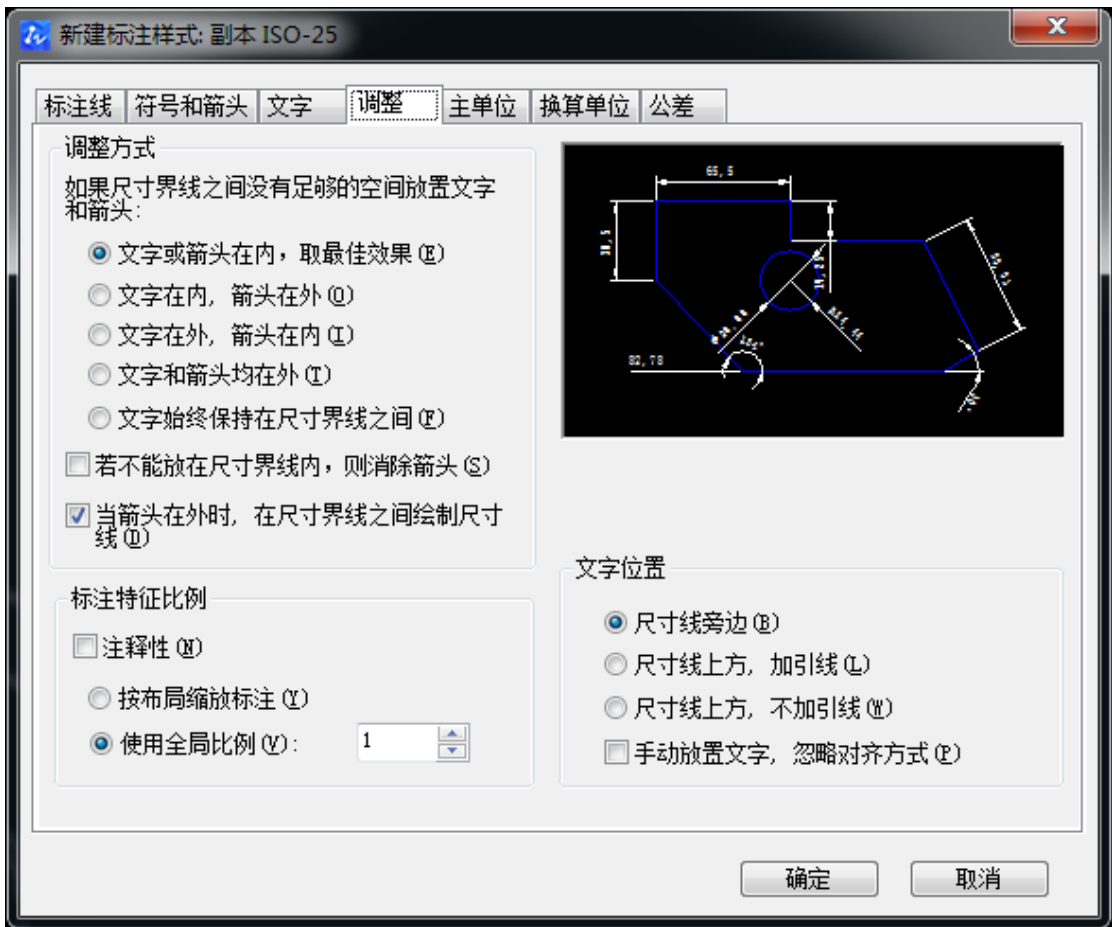 新建标注样式: 副本 ISO-25
标注线 符号和箭头 文字 调整 主单位 换算单位 公差
调整方式
如果尺寸界线之间没有足够的空间放置文字
和箭头:
文字或箭头在内，取最佳效果(E)
文字在内, 箭头在外(O)
文字在外, 箭头在内(I)
文字和箭头均在外(T)
文字始终保持在尺寸界线之间(F)
若不能放在尺寸界线内，则消除箭头(S)
当箭头在外时, 在尺寸界线之间绘制尺寸
线(D)
标注特征比例
注释性(N)
按布局缩放标注(Y)
使用全局比例(V): 1
65,5
38,5
19,25
82,78
文字位置
尺寸线旁边(B)
尺寸线上方, 加引线(L)
尺寸线上方, 不加引线(W)
手动放置文字, 忽略对齐方式(P)
确定 取消